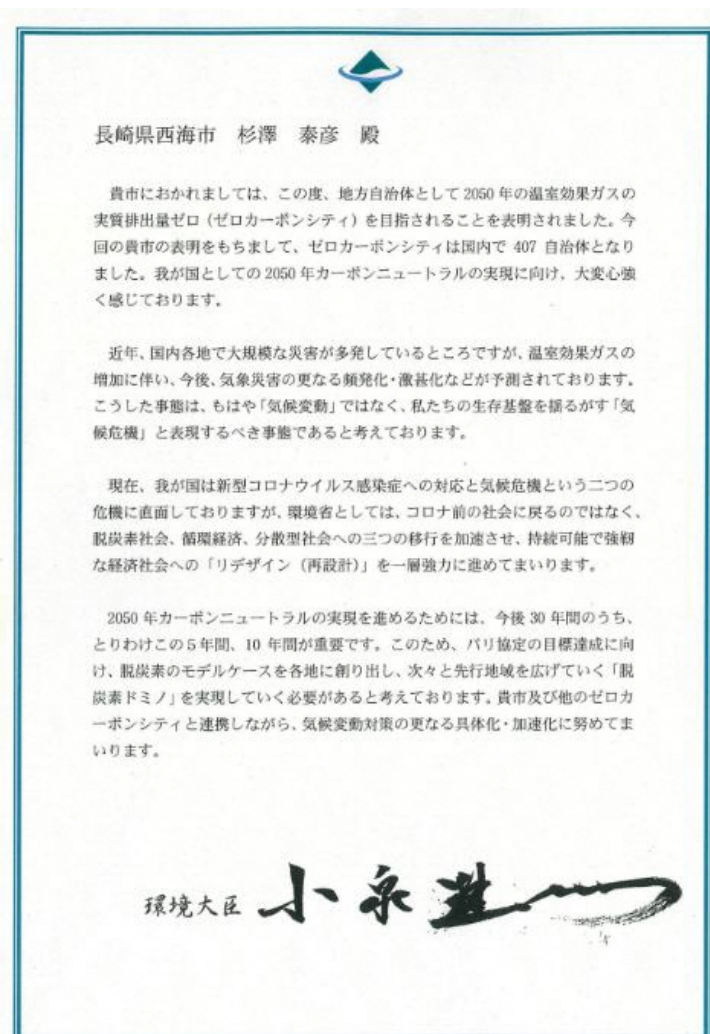 長崎県西海市 杉澤 泰彦 殿
貴市におかれましては、この度、地方自治体として2050年の温室効果ガスの
実質排出量ゼロ（ゼロカーボンシティ）を目指されることを表明されました。今
回の貴市の表明をもちまして、ゼロカーボンシティは国内で 407 自治体となり
ました。我が国としての2050年カーボンニュートラルの実現に向け、大変心強
く感じております。
近年、国内各地で大規模な災害が多発しているところですが、温室効果ガスの
増加に伴い、今後、気象災害の更なる頻発化・激甚化などが予測されております。
こうした事態は、もはや「気候変動」ではなく、私たちの生存基盤を揺るがす「気
候危機」と表現するべき事態であると考えております。
現在、我が国は新型コロナウイルス感染症への対応と気候危機という二つの
危機に直面しておりますが、環境省としては、コロナ前の社会に戻るのではなく、
脱炭素社会、循環経済、分散型社会への三つの移行を加速させ、持続可能で強靭
な経済社会への「リデザイン（再設計）」を一層強力に進めてまいります。
2050年カーボンニュートラルの実現を進めるためには、今後30年間のうち、
とりわけこの５年間、10 年間が重要です。このため、パリ協定の目標達成に向
け、脱炭素のモデルケースを各地に創り出し、次々と先行地域を広げていく「脱
炭素ドミノ」を実現していく必要があると考えております。貴市及び他のゼロカ
ーボンシティと連携しながら、気候変動対策の更なる具体化・加速化に努めてま
いります。
環境大臣 小泉進一郎